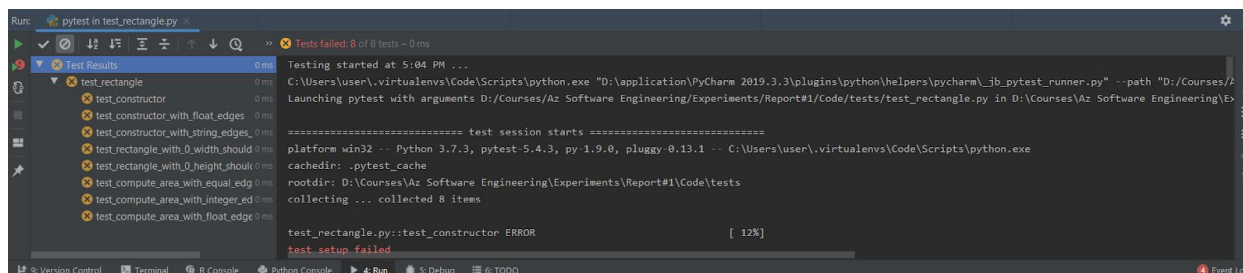 Run: pytest in test_rectangle.py ×
» Tests failed: 8 of 8 tests – 0 ms
Test Results 0 ms
test_rectangle 0 ms
test_constructor 0 ms
test_constructor_with_float_edges 0 ms
test_constructor_with_string_edges_ 0 ms
test_rectangle_with_0_width_should 0 ms
test_rectangle_with_0_height_should 0 ms
test_compute_area_with_equal_edg 0 ms
test_compute_area_with_integer_ed 0 ms
test_compute_area_with_float_edge 0 ms
Testing started at 5:04 PM ...
C:\Users\user\.virtualenvs\Code\Scripts\python.exe "D:\application\PyCharm 2019.3.3\plugins\python\helpers\pycharm\_jb_pytest_runner.py" --path "D:/Courses/A
Launching pytest with arguments D:/Courses/Az Software Engineering/Experiments/Report#1/Code/tests/test_rectangle.py in D:\Courses\Az Software Engineering\Ex
============================= test session starts =============================
platform win32 -- Python 3.7.3, pytest-5.4.3, py-1.9.0, pluggy-0.13.1 -- C:\Users\user\.virtualenvs\Code\Scripts\python.exe
cachedir: .pytest_cache
rootdir: D:\Courses\Az Software Engineering\Experiments\Report#1\Code\tests
collecting ... collected 8 items
test_rectangle.py::test_constructor ERROR [ 12%]
test setup failed
9: Version Control Terminal R Console Python Console 4: Run 5: Debug 6: TODO 4 Event Lo